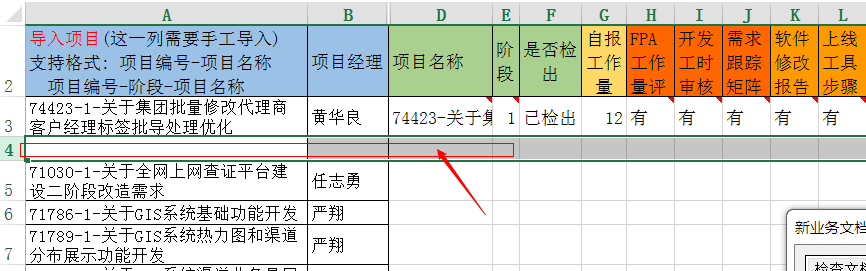 A B D E F G H I J K L
2 导入项目(这一列需要手工导入) 项目经理 项目名称 阶 是否检 自报 FPA 开发 需求 软件 上线
支持格式: 项目编号-项目名称 段 出 工作 工作 工时 跟踪 修改 工具
项目编号-阶段-项目名称 量 量评 审核 矩阵 报告 步骤
3 74423-1-关于集团批量修改代理商 黄华良 74423-关于集 1 已检出 12 有 有 有 有 有
客户经理标签批导处理优化
4
5 71030-1-关于全网上网查证平台建 任志勇
设二阶段改造需求
6 71786-1-关于GIS系统基础功能开发 严翔
7 71789-1-关于GIS系统热力图和渠道 严翔
分布展示功能开发
新业务文档